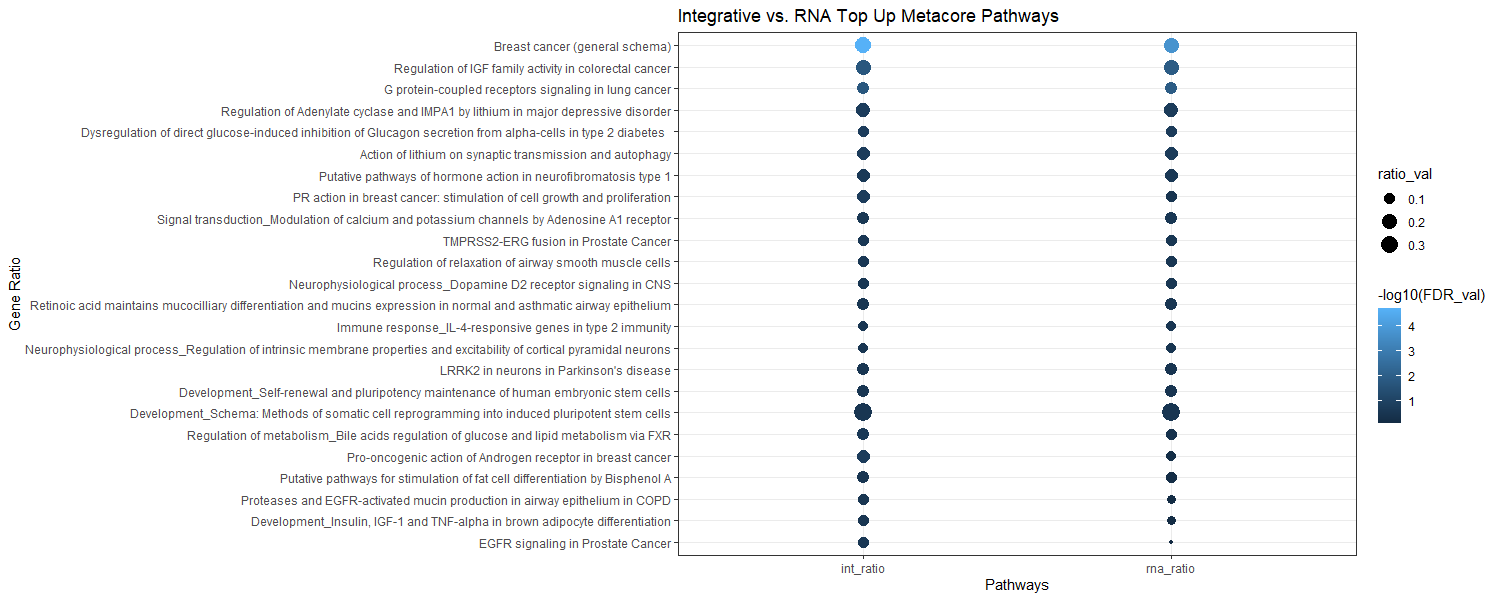 Integrative vs. RNA Top Up Metacore Pathways
Gene Ratio
Breast cancer (general schema)
Regulation of IGF family activity in colorectal cancer
G protein-coupled receptors signaling in lung cancer
Regulation of Adenylate cyclase and IMPA1 by lithium in major depressive disorder
Dysregulation of direct glucose-induced inhibition of Glucagon secretion from alpha-cells in type 2 diabetes
Action of lithium on synaptic transmission and autophagy
Putative pathways of hormone action in neurofibromatosis type 1
PR action in breast cancer: stimulation of cell growth and proliferation
Signal transduction_Modulation of calcium and potassium channels by Adenosine A1 receptor
TMPRSS2-ERG fusion in Prostate Cancer
Regulation of relaxation of airway smooth muscle cells
Neurophysiological process_Dopamine D2 receptor signaling in CNS
Retinoic acid maintains mucocilliary differentiation and mucins expression in normal and asthmatic airway epithelium
Immune response_IL-4-responsive genes in type 2 immunity
Neurophysiological process_Regulation of intrinsic membrane properties and excitability of cortical pyramidal neurons
LRRK2 in neurons in Parkinson's disease
Development_Self-renewal and pluripotency maintenance of human embryonic stem cells
Development_Schema: Methods of somatic cell reprogramming into induced pluripotent stem cells
Regulation of metabolism_Bile acids regulation of glucose and lipid metabolism via FXR
Pro-oncogenic action of Androgen receptor in breast cancer
Putative pathways for stimulation of fat cell differentiation by Bisphenol A
Proteases and EGFR-activated mucin production in airway epithelium in COPD
Development_Insulin, IGF-1 and TNF-alpha in brown adipocyte differentiation
EGFR signaling in Prostate Cancer
int_ratio
rna_ratio
Pathways
ratio_val
0.1
0.2
0.3
-log10(FDR_val)
4
3
2
1